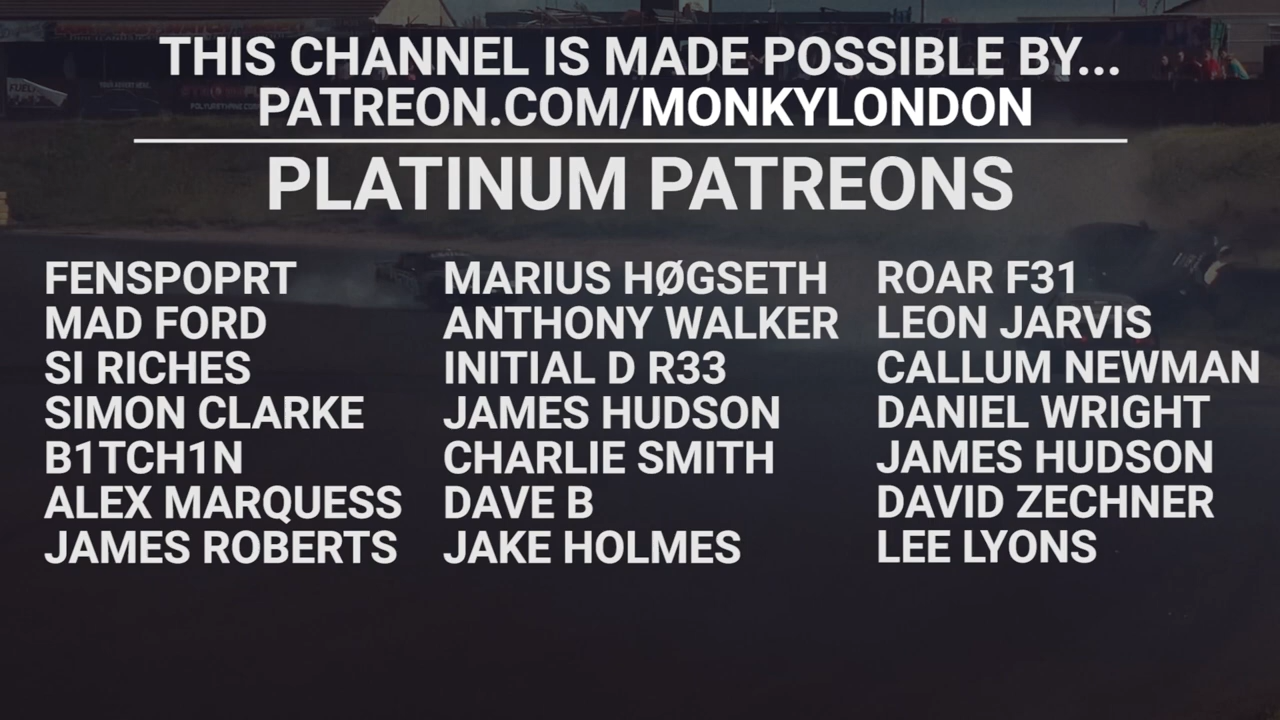 THIS CHANNEL IS MADE POSSIBLE BY...
PATREON.COM/MONKYLONDON
PLATINUM PATREONS
FENSPOPRT
MAD FORD
SI RICHES
SIMON CLARKE
B1TCH1N
ALEX MARQUESS
JAMES ROBERTS
MARIUS HØGSETH
ANTHONY WALKER
INITIAL D R33
JAMES HUDSON
CHARLIE SMITH
DAVE B
JAKE HOLMES
ROAR F31
LEON JARVIS
CALLUM NEWMAN
DANIEL WRIGHT
JAMES HUDSON
DAVID ZECHNER
LEE LYONS